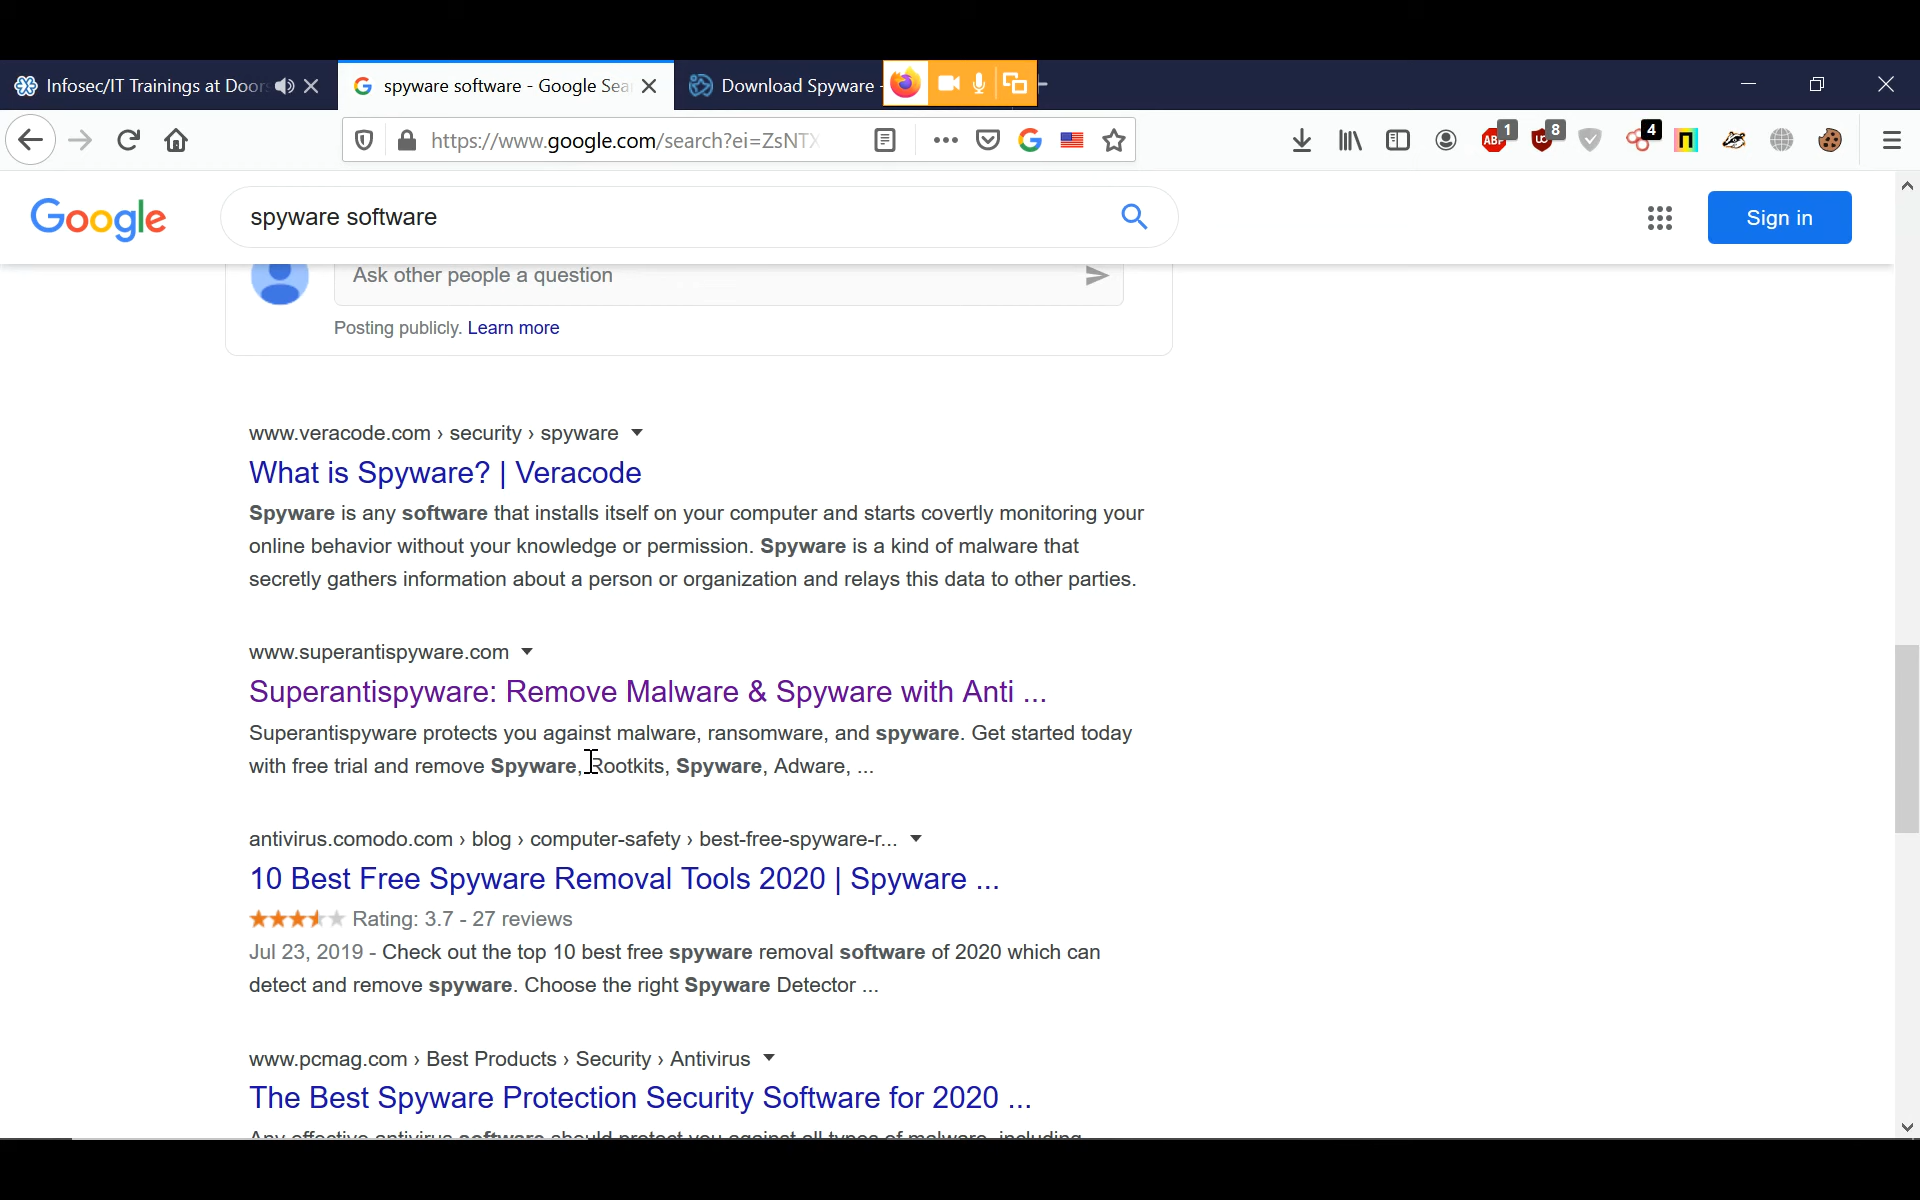 Infosec/IT Trainings at Door
spyware software - Google Sea
Download Spyware -
https://www.google.com/search?ei=ZsNTX
ABP 1
8
4
Google
spyware software
Sign in
Ask other people a question
Posting publicly. Learn more
www.veracode.com › security › spyware
What is Spyware? | Veracode
Spyware is any software that installs itself on your computer and starts covertly monitoring your
online behavior without your knowledge or permission. Spyware is a kind of malware that
secretly gathers information about a person or organization and relays this data to other parties.
www.superantispyware.com
Superantispyware: Remove Malware & Spyware with Anti ...
Superantispyware protects you against malware, ransomware, and spyware. Get started today
with free trial and remove Spyware, Rootkits, Spyware, Adware, ...
antivirus.comodo.com › blog › computer-safety › best-free-spyware-r...
10 Best Free Spyware Removal Tools 2020 | Spyware ...
Rating: 3.7 - 27 reviews
Jul 23, 2019 - Check out the top 10 best free spyware removal software of 2020 which can
detect and remove spyware. Choose the right Spyware Detector ...
www.pcmag.com › Best Products › Security › Antivirus
The Best Spyware Protection Security Software for 2020 ...
Any effective antivirus software should protect you against all types of malware, including